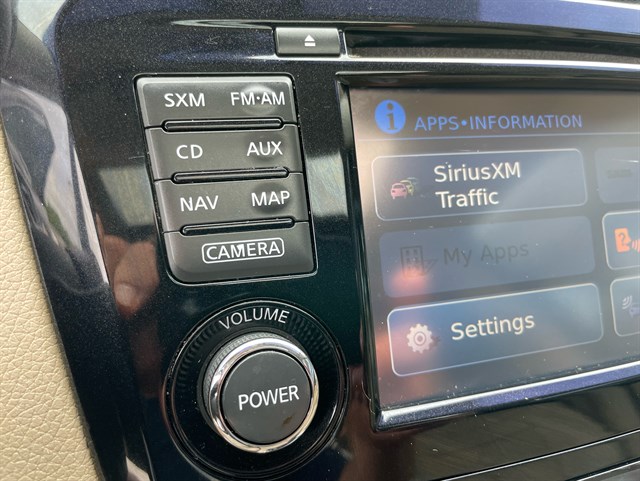 SXM FM·AM
CD AUX
NAV MAP
CAMERA
VOLUME
POWER
i APPS•INFORMATION
SiriusXM
Traffic
My Apps
Settings